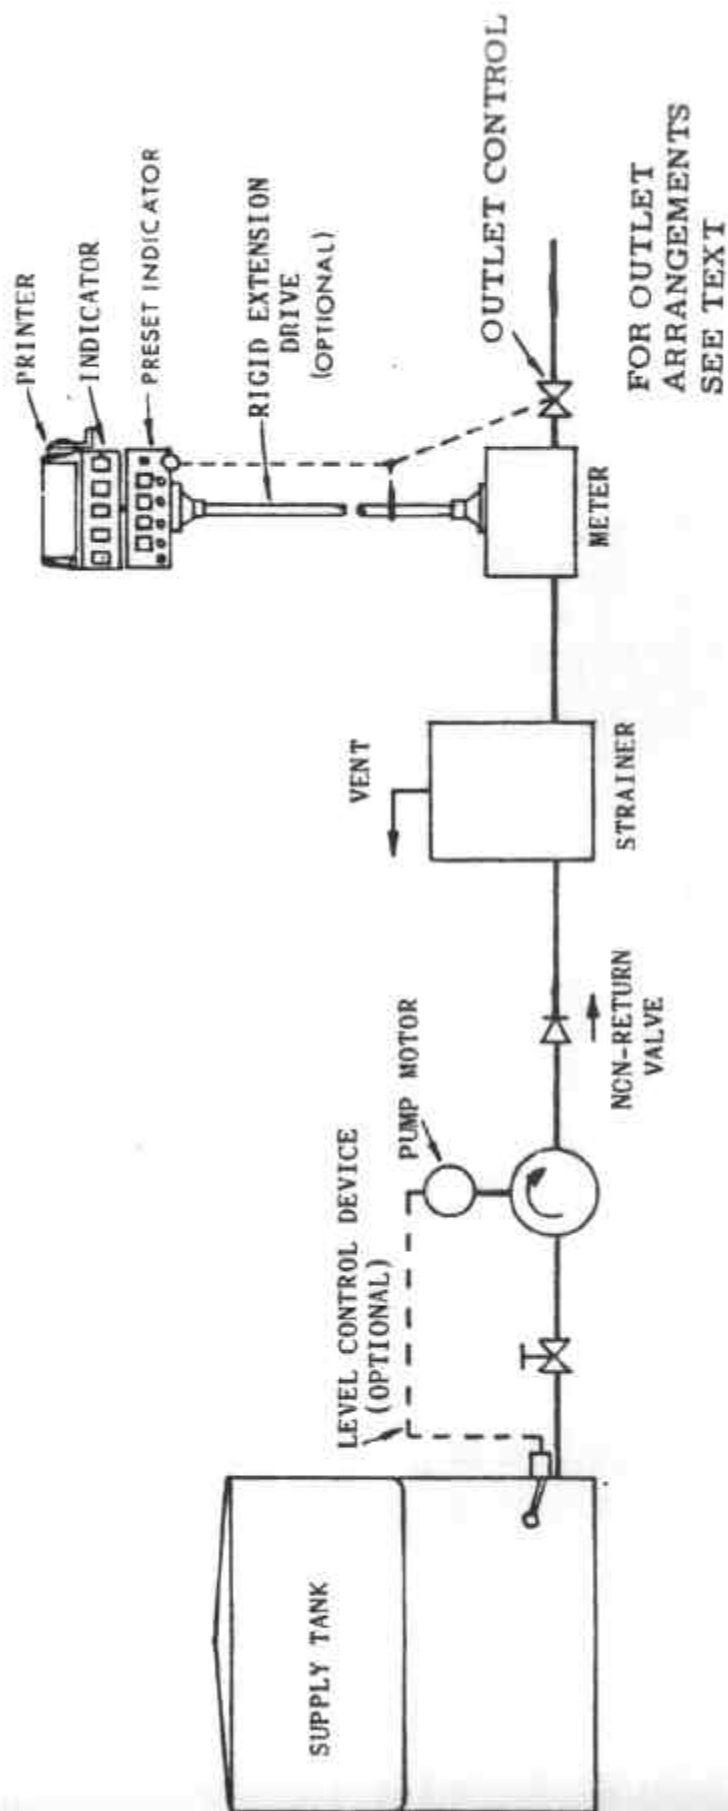 SUPPLY TANK
LEVEL CONTROL DEVICE
(OPTIONAL)
PUMP MOTOR
NCN-RETURN
VALVE
VENT
STRAINER
PRINTER
INDICATOR
PRESET INDICATOR
RIGID EXTENSION
DRIVE
(OPTIONAL)
METER
OUTLET CONTROL
FOR OUTLET
ARRANGEMENTS
SEE TEXT